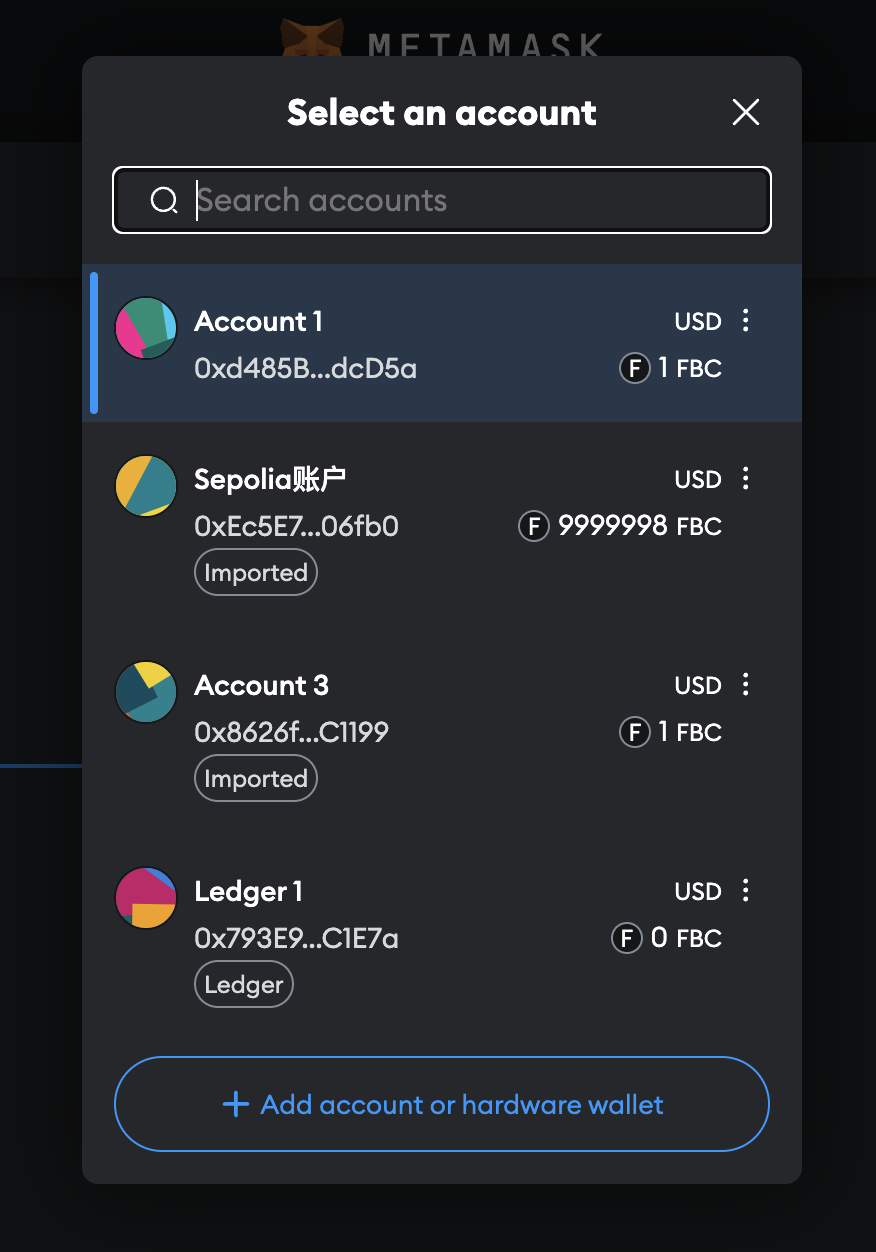 METAMASK
Select an account
Search accounts
Account 1 USD
0xd485B...dcD5a F 1 FBC
Sepolia账户 USD
0xEc5E7...06fb0 F 9999998 FBC
Imported
Account 3 USD
0x8626f...C1199 F 1 FBC
Imported
Ledger 1 USD
0x793E9...C1E7a F 0 FBC
Ledger
+ Add account or hardware wallet